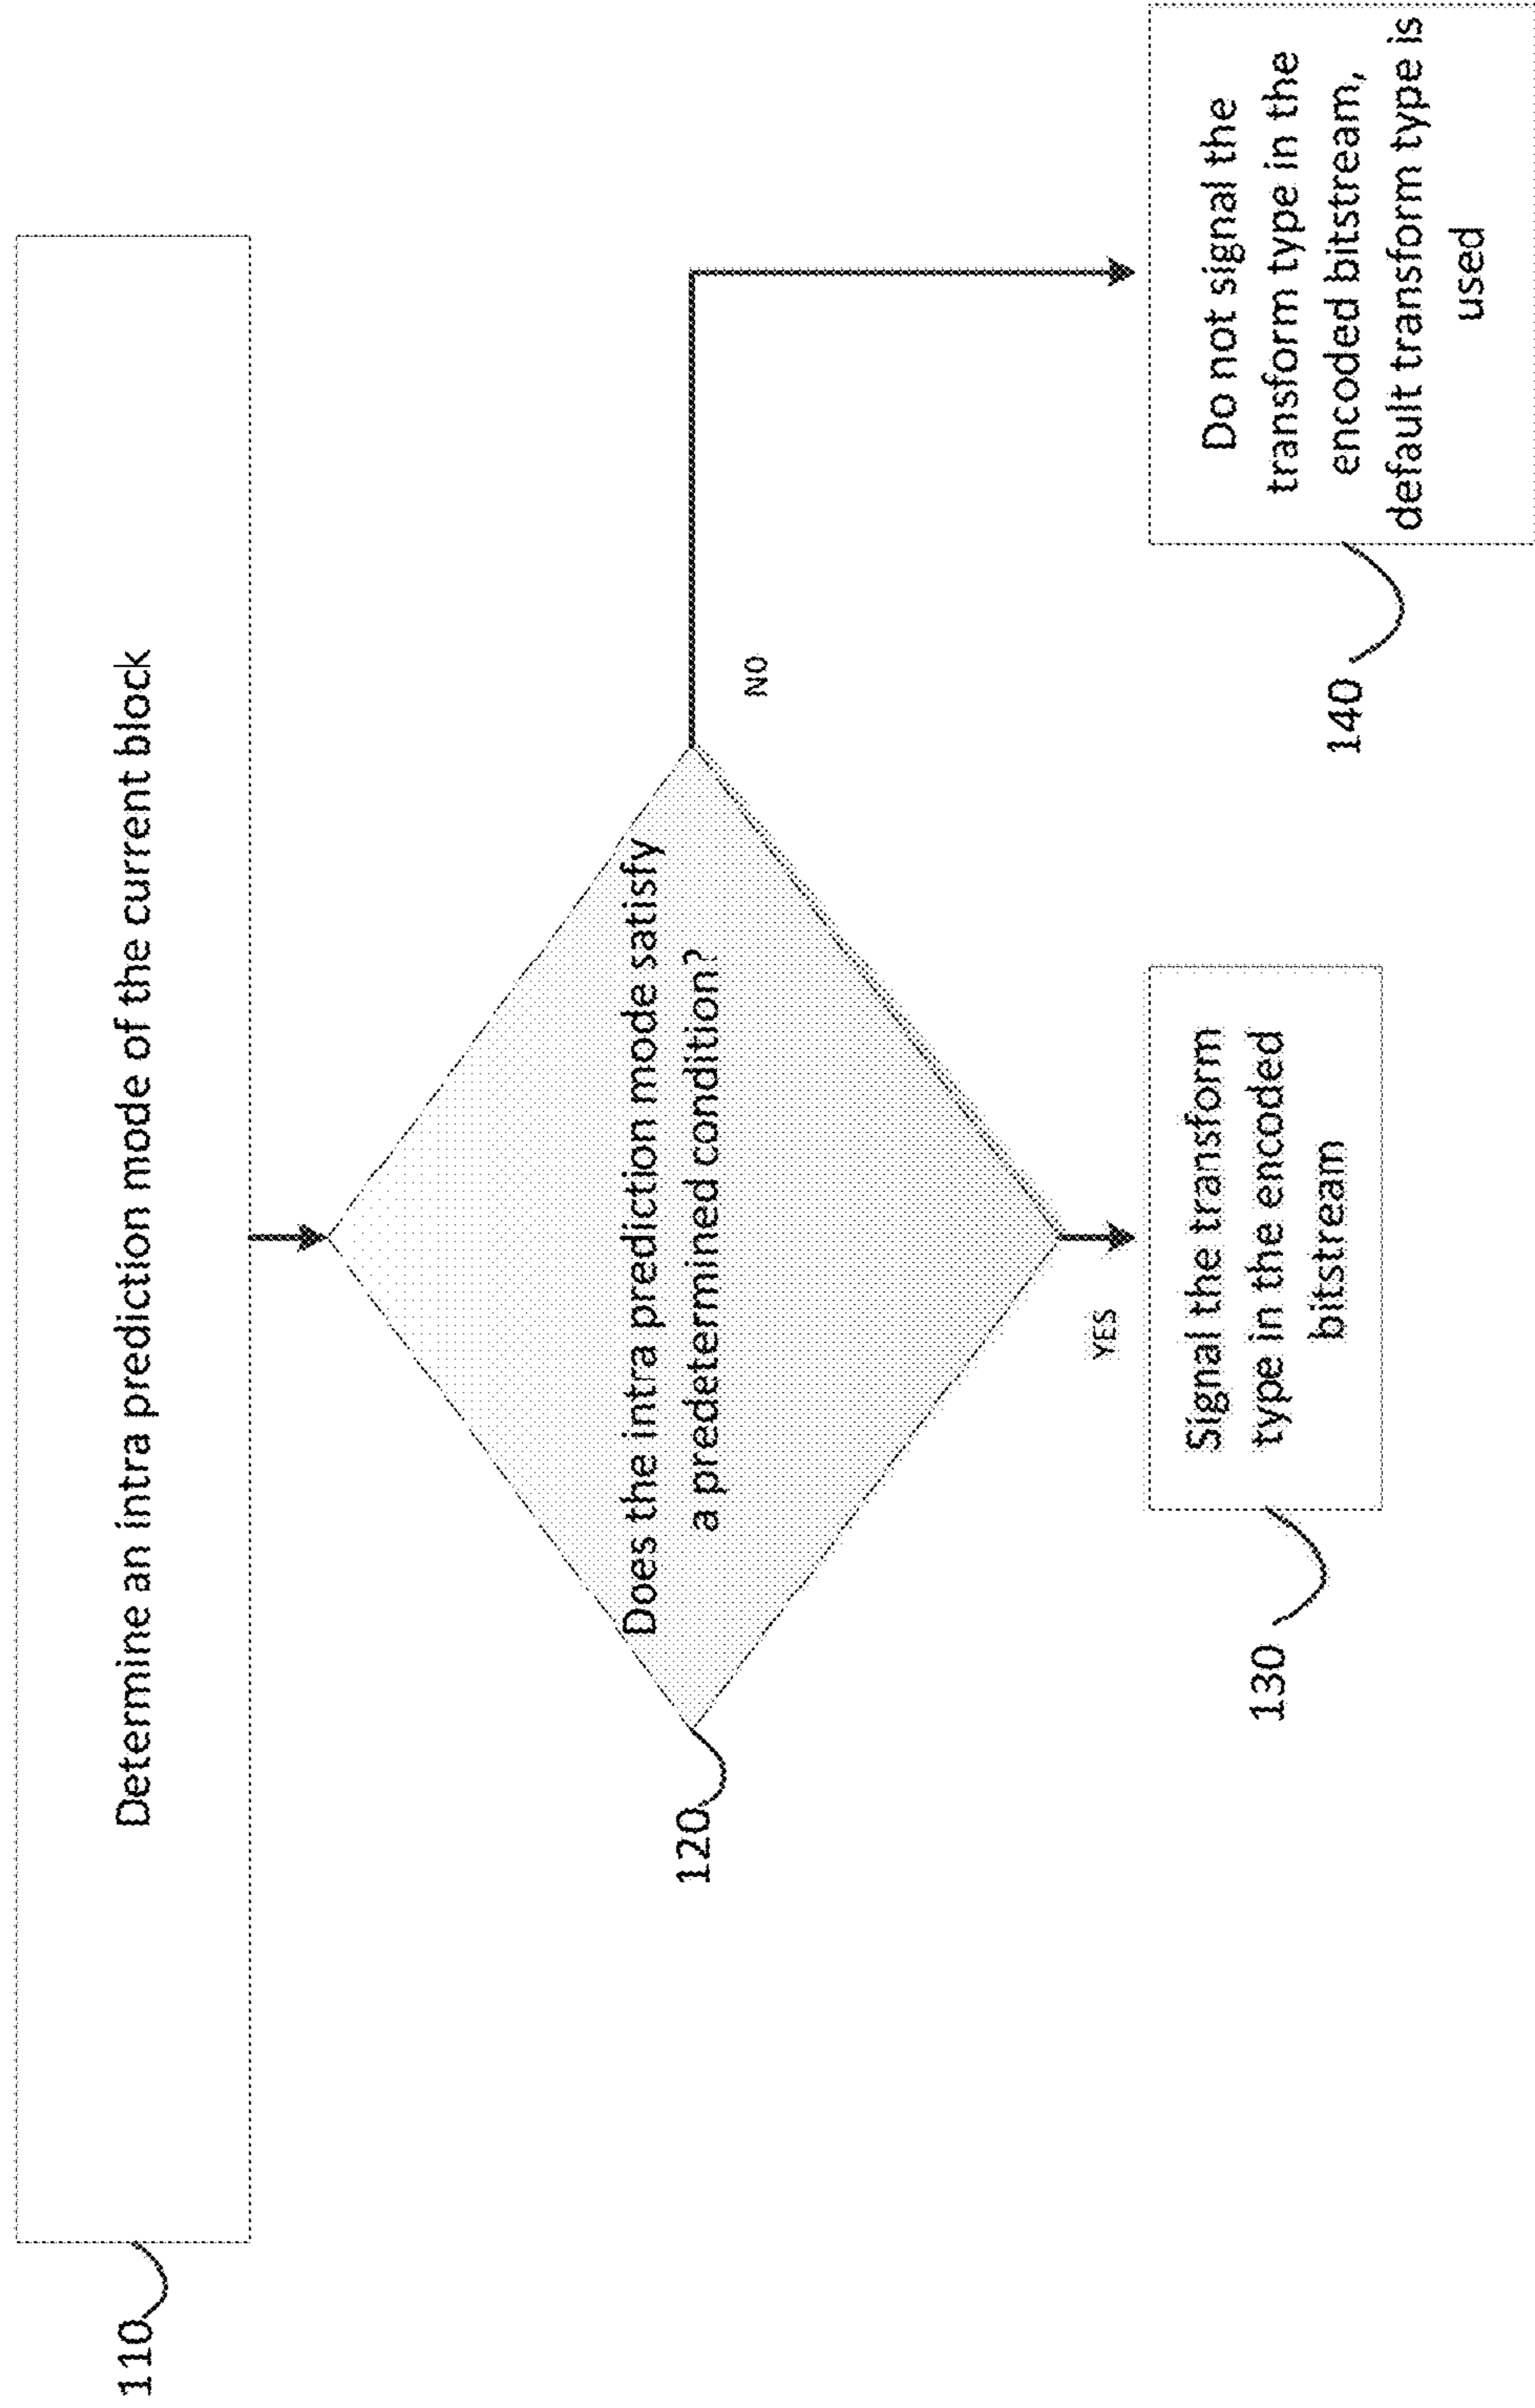 110
Determine an intra prediction mode of the current block
120
Does the intra prediction mode satisfy
a predetermined condition?
NO
YES
130
Signal the transform
type in the encoded
bitstream
140
Do not signal the
transform type in the
encoded bitstream,
default transform type is
used